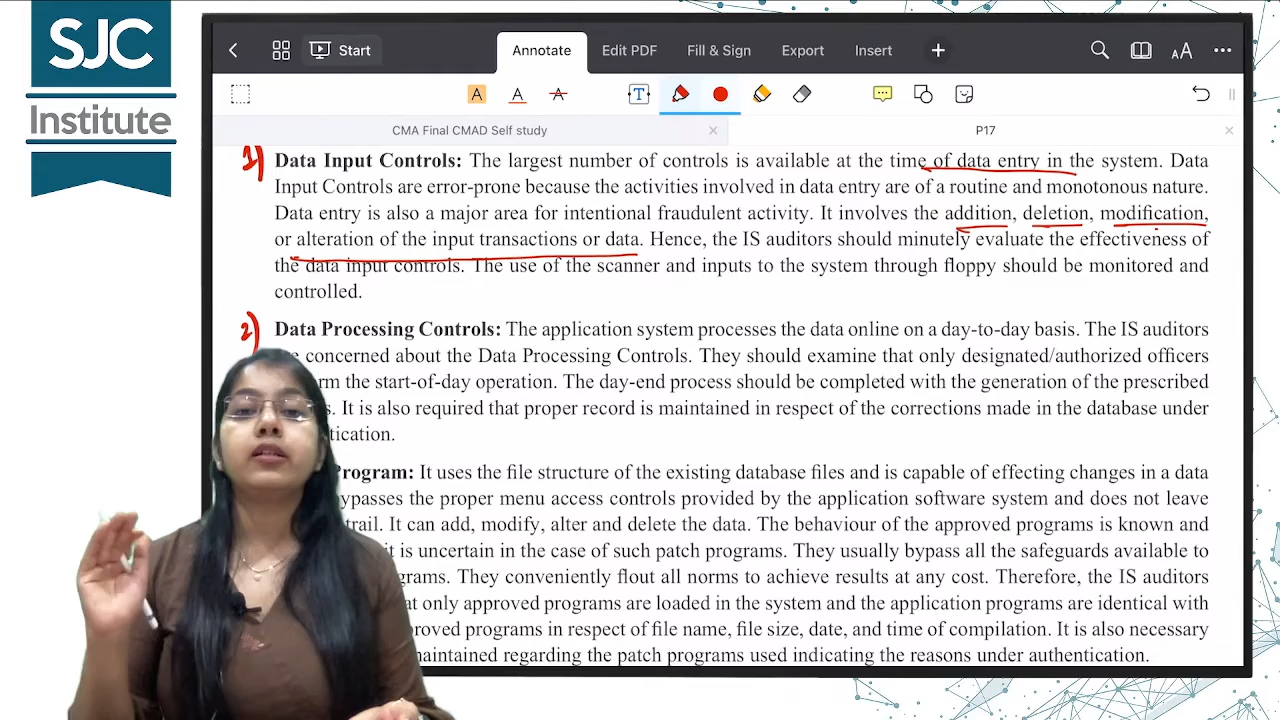 SJC
Institute
Start
Annotate
Edit PDF
Fill & Sign
Export
Insert
CMA Final CMAD Self study
P17
1) Data Input Controls: The largest number of controls is available at the time of data entry in the system. Data
Input Controls are error-prone because the activities involved in data entry are of a routine and monotonous nature.
Data entry is also a major area for intentional fraudulent activity. It involves the addition, deletion, modification,
or alteration of the input transactions or data. Hence, the IS auditors should minutely evaluate the effectiveness of
the data input controls. The use of the scanner and inputs to the system through floppy should be monitored and
controlled.
2) Data Processing Controls: The application system processes the data online on a day-to-day basis. The IS auditors
concerned about the Data Processing Controls. They should examine that only designated/authorized officers
the start-of-day operation. The day-end process should be completed with the generation of the prescribed
It is also required that proper record is maintained in respect of the corrections made in the database under
Program: It uses the file structure of the existing database files and is capable of effecting changes in a data
the proper menu access controls provided by the application software system and does not leave
trail. It can add, modify, alter and delete the data. The behaviour of the approved programs is known and
it is uncertain in the case of such patch programs. They usually bypass all the safeguards available to
They conveniently flout all norms to achieve results at any cost. Therefore, the IS auditors
only approved programs are loaded in the system and the application programs are identical with
programs in respect of file name, file size, date, and time of compilation. It is also necessary
maintained regarding the patch programs used indicating the reasons under authentication.